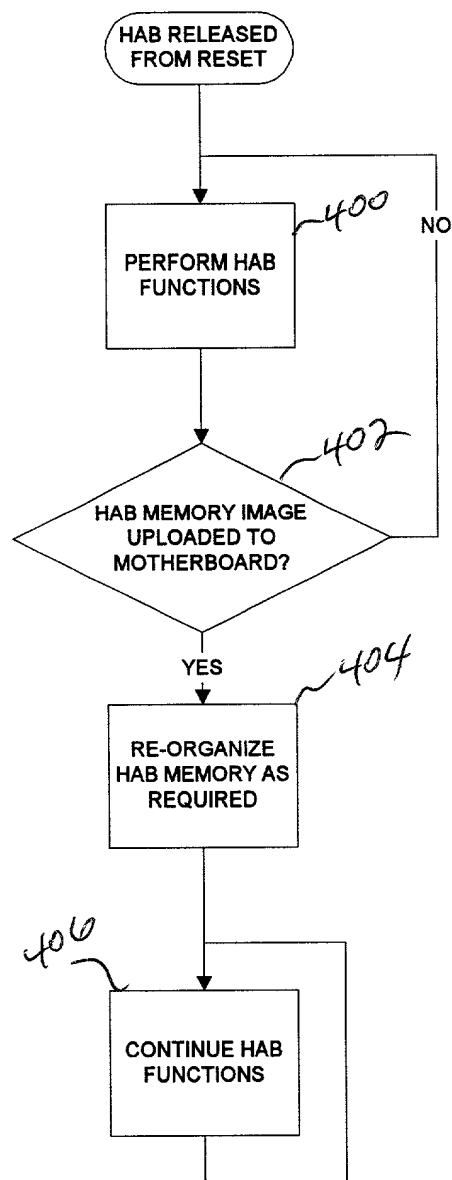 HAB RELEASED
FROM RESET
400
NO
PERFORM HAB
FUNCTIONS
402
HAB MEMORY IMAGE
UPLOADED TO
MOTHERBOARD?
YES
404
RE-ORGANIZE
HAB MEMORY AS
REQUIRED
406
CONTINUE HAB
FUNCTIONS